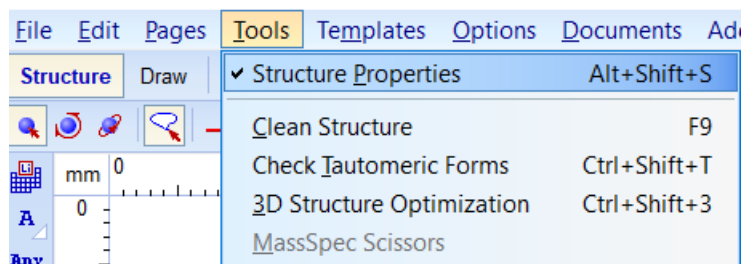 File Edit Pages Tools Templates Options Documents
Structure Draw
Structure Properties Alt+Shift+S
Clean Structure F9
Check Tautomeric Forms Ctrl+Shift+T
3D Structure Optimization Ctrl+Shift+3
MassSpec Scissors
Li
mm 0
0
A